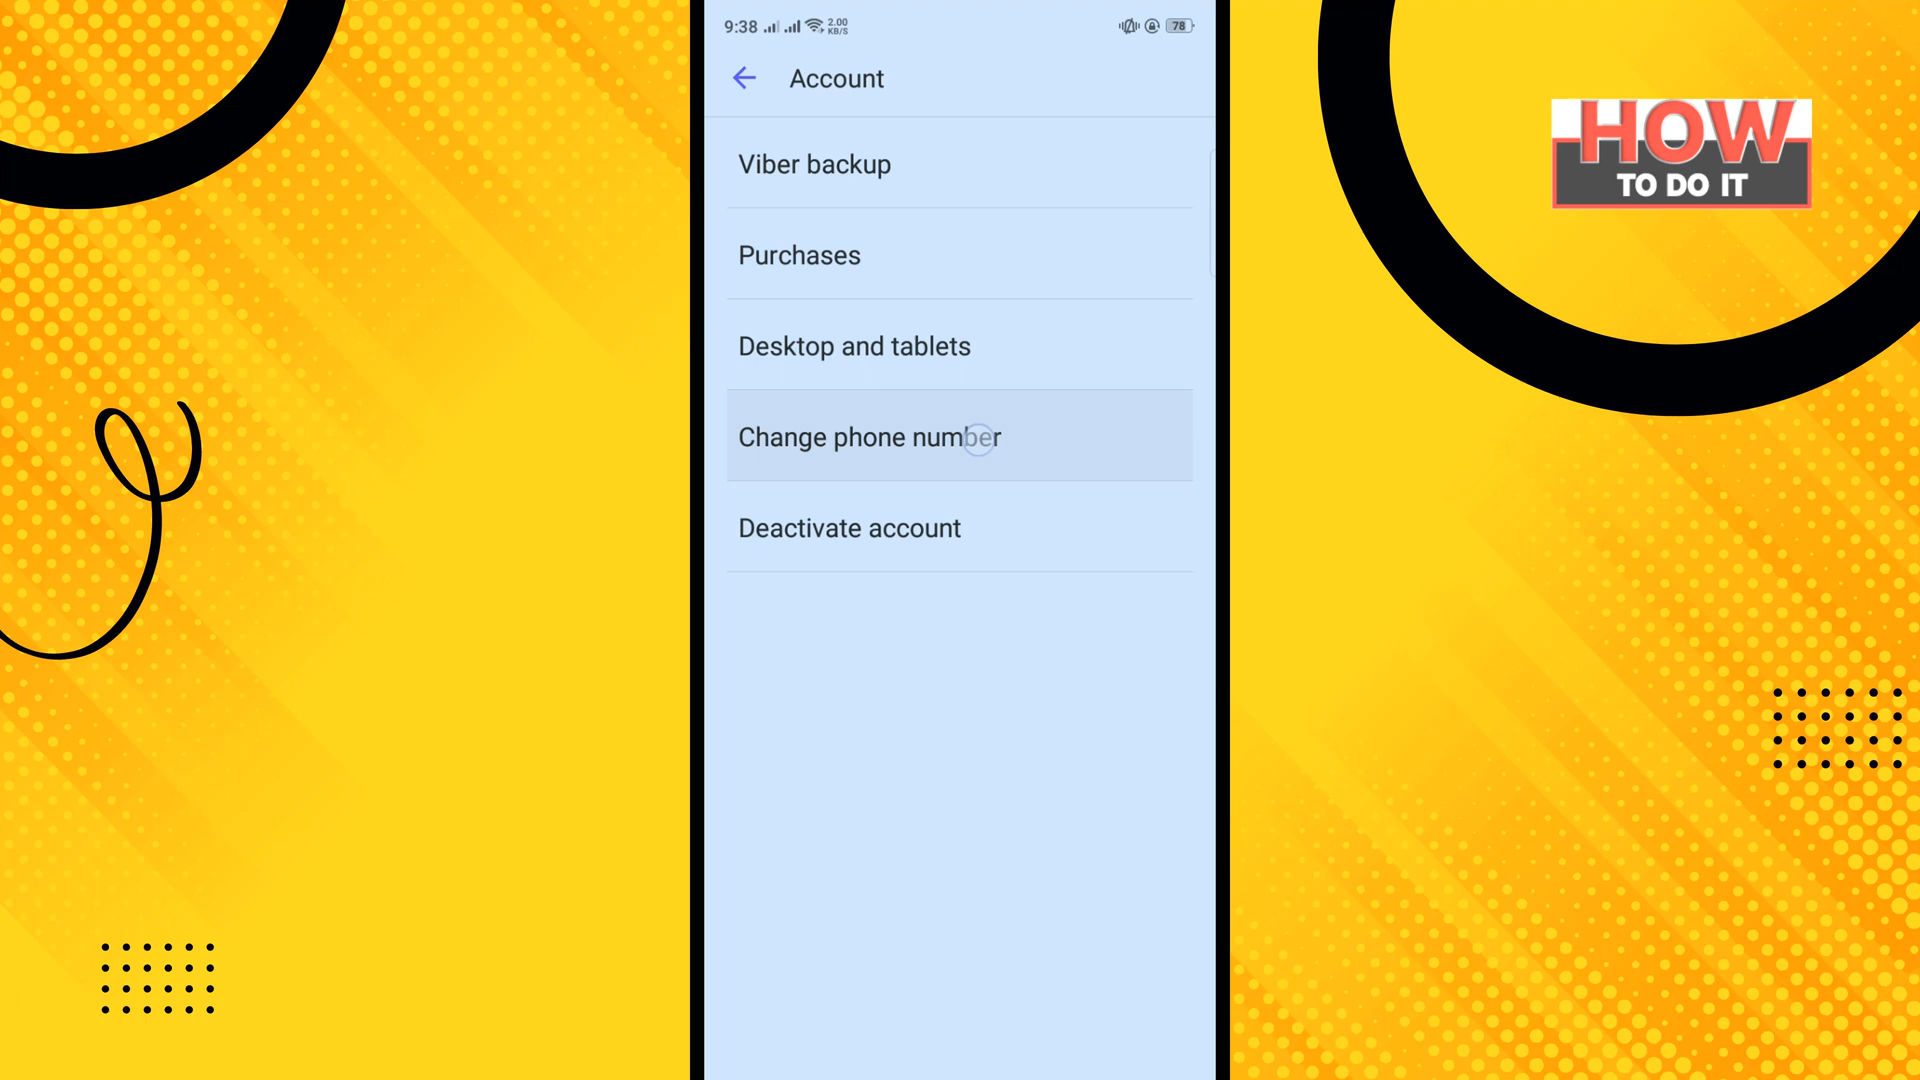 9:38 2.00 KB/S 78
Account
Viber backup
Purchases
Desktop and tablets
Change phone number
Deactivate account
HOW
TO DO IT